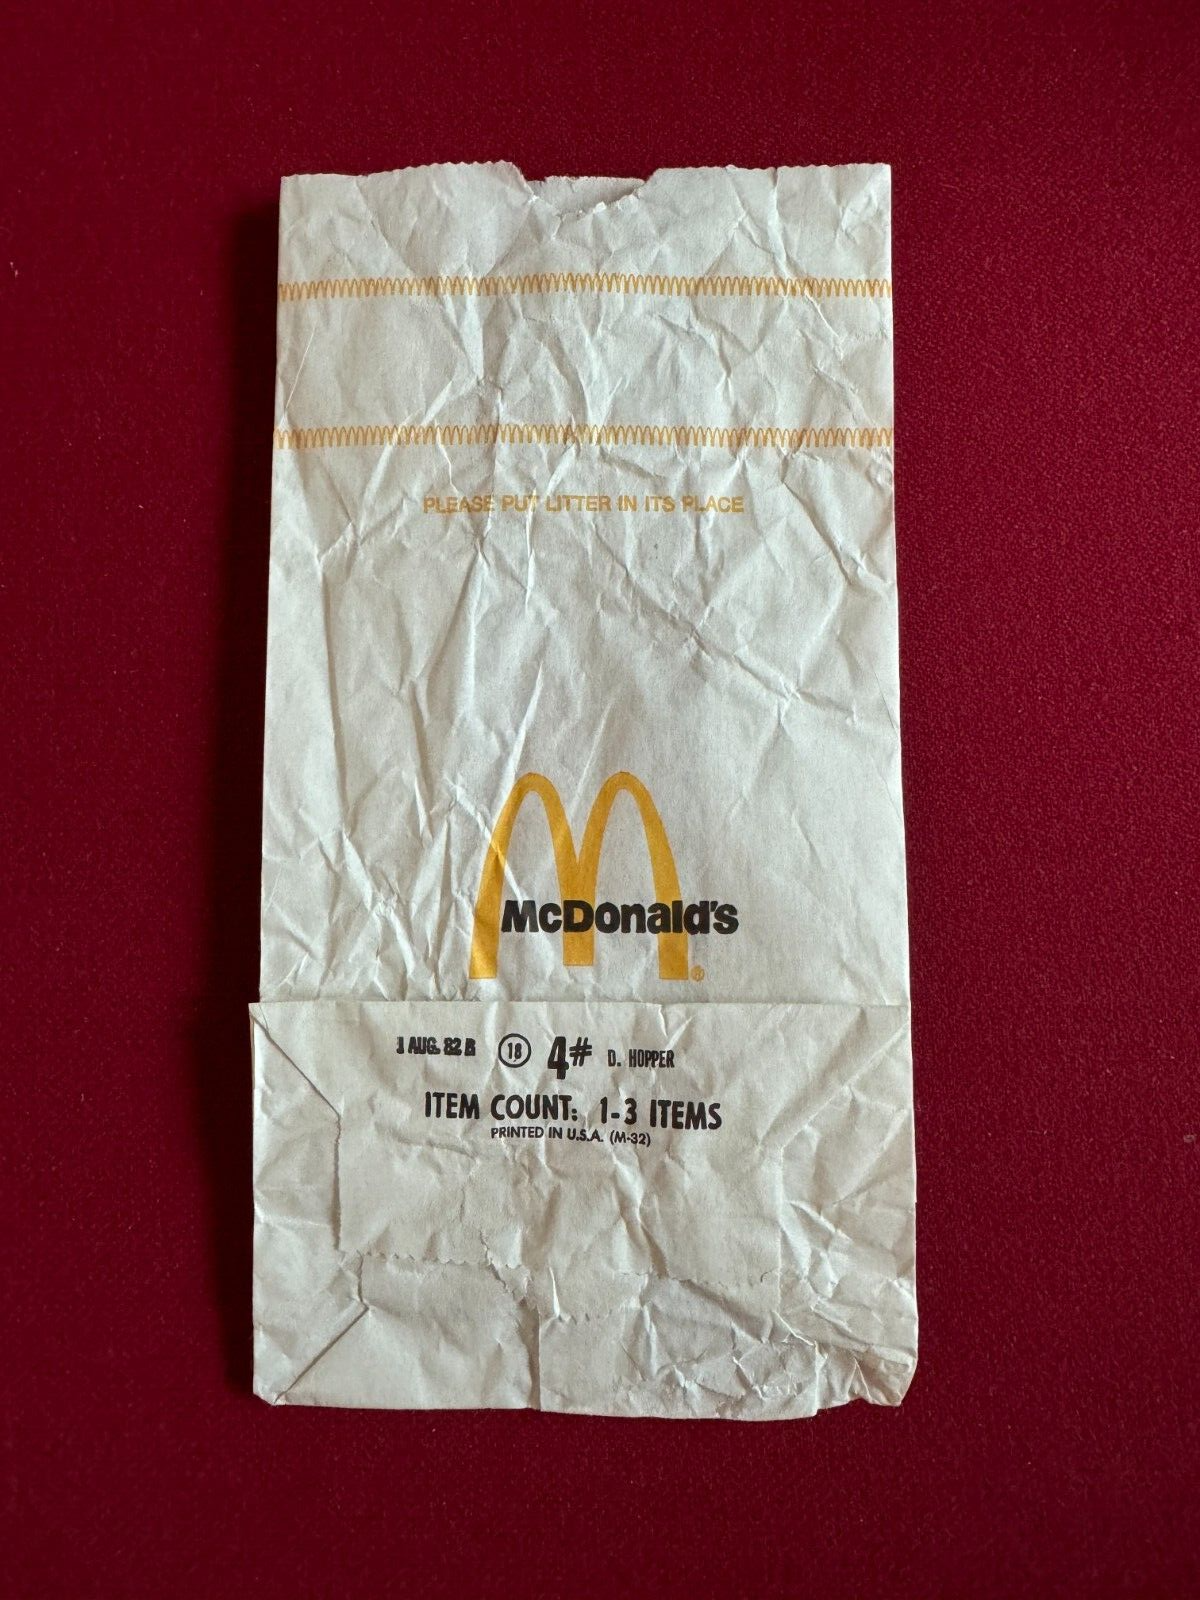 PLEASE PUT LITTER IN ITS PLACE
McDonald's®
1 AUG. 82 B 18 4# D. HOPPER
ITEM COUNT: 1-3 ITEMS
PRINTED IN U.S.A. (M-32)